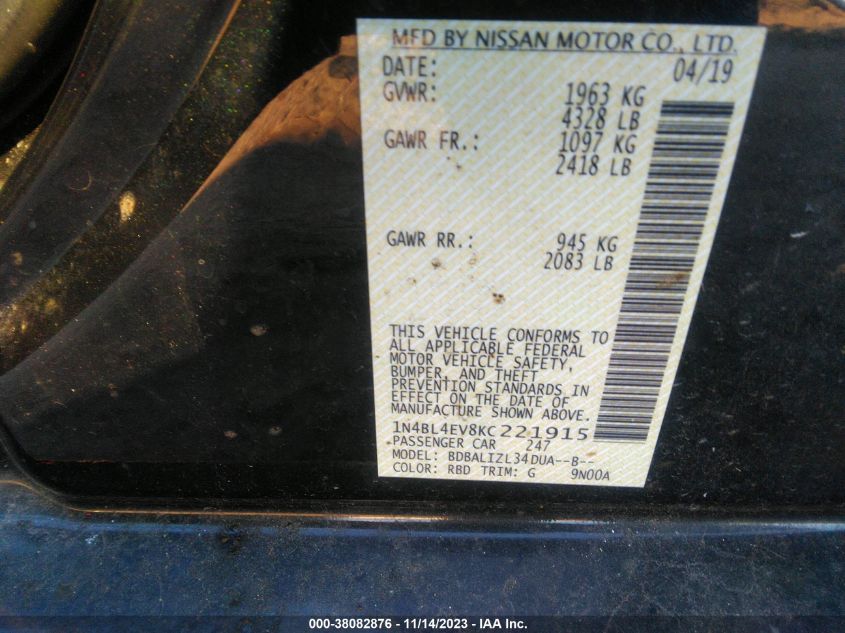 MFD BY NISSAN MOTOR CO., LTD.
DATE: 04/19
GVWR: 1963 KG
4328 LB
GAWR FR.: 1097 KG
2418 LB
GAWR RR.: 945 KG
2083 LB
THIS VEHICLE CONFORMS TO
ALL APPLICABLE FEDERAL
MOTOR VEHICLE SAFETY,
BUMPER, AND THEFT
PREVENTION STANDARDS IN
EFFECT ON THE DATE OF
MANUFACTURE SHOWN ABOVE.
1N4BL4EV8KC221915
PASSENGER CAR 247
MODEL: BDBALIZL34DUA--B--
COLOR: RBD TRIM: G 9N00A
000-38082876 - 11/14/2023 - IAA Inc.